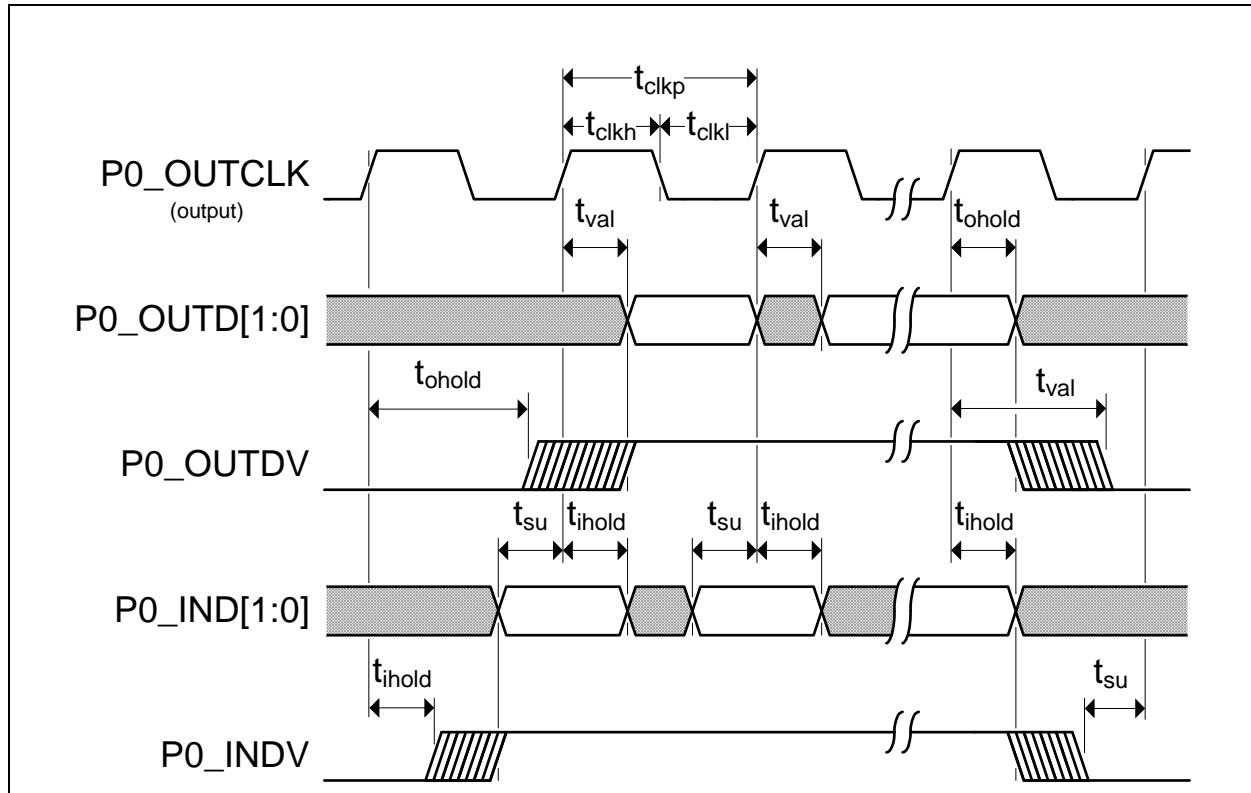 tclkp
tclkh tclkl
P0_OUTCLK
(output)
tval tval tohold
P0_OUTD[1:0]
tohold tval
P0_OUTDV
tsu tihold tsu tihold tihold
P0_IND[1:0]
tihold tsu
P0_INDV